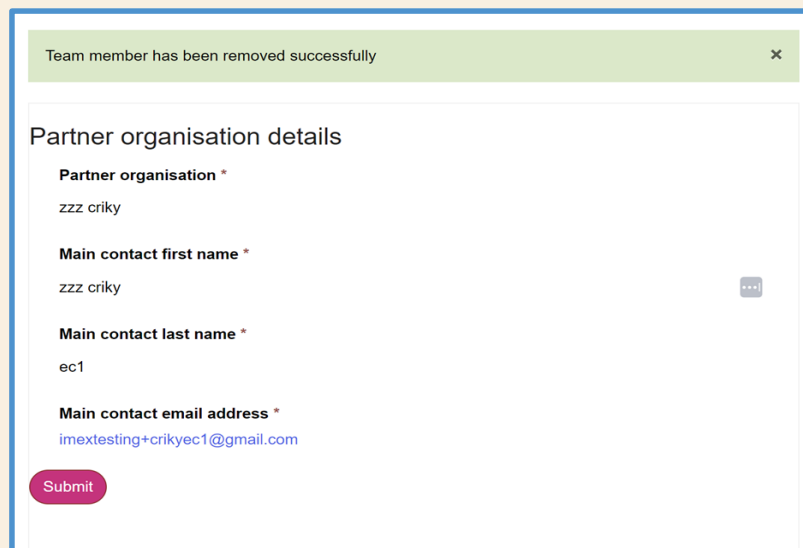 Team member has been removed successfully ×
Partner organisation details
Partner organisation *
zzz criky
Main contact first name *
zzz criky
Main contact last name *
ec1
Main contact email address *
imextesting+crikyec1@gmail.com
Submit